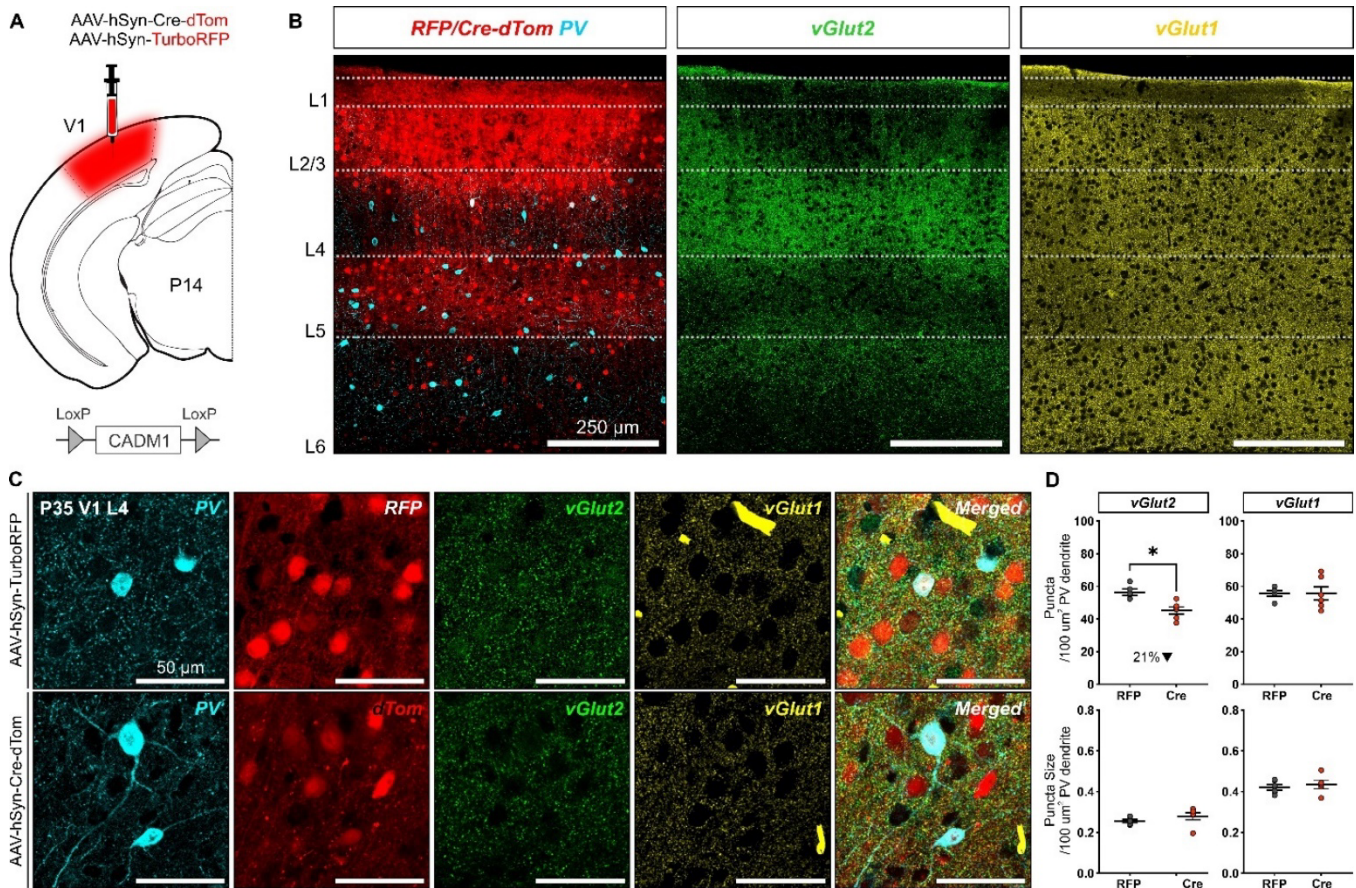 A
AAV-hSyn-Cre-dTom
AAV-hSyn-TurboRFP
V1
P14
LoxP LoxP
CADM1
B
RFP/Cre-dTom PV
vGlut2
vGlut1
L1
L2/3
L4
L5
L6
250 µm
C
AAV-hSyn-TurboRFP
P35 V1 L4 PV
RFP
vGlut2
vGlut1
Merged
50 µm
AAV-hSyn-Cre-dTom
PV
dTom
vGlut2
vGlut1
Merged
D
vGlut2
vGlut1
Puncta
/100 um² PV dendrite
100
80
60
40
20
0
*
21%▼
RFP Cre
100
80
60
40
20
0
RFP Cre
Puncta Size
/100 um² PV dendrite
0.8
0.6
0.4
0.2
0.0
RFP Cre
0.8
0.6
0.4
0.2
0.0
RFP Cre